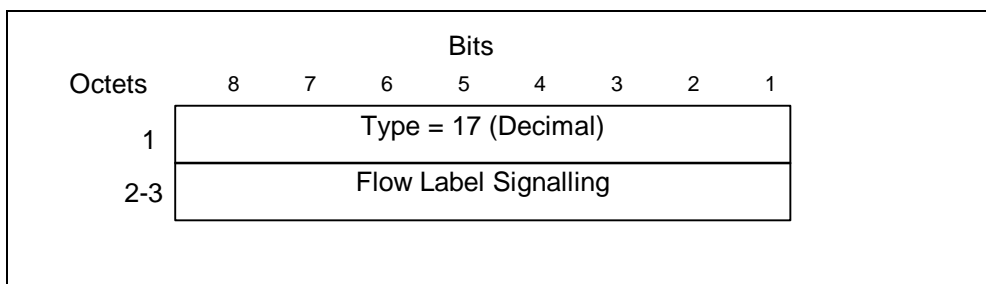 Bits
Octets 8 7 6 5 4 3 2 1
1 Type = 17 (Decimal)
2-3 Flow Label Signalling